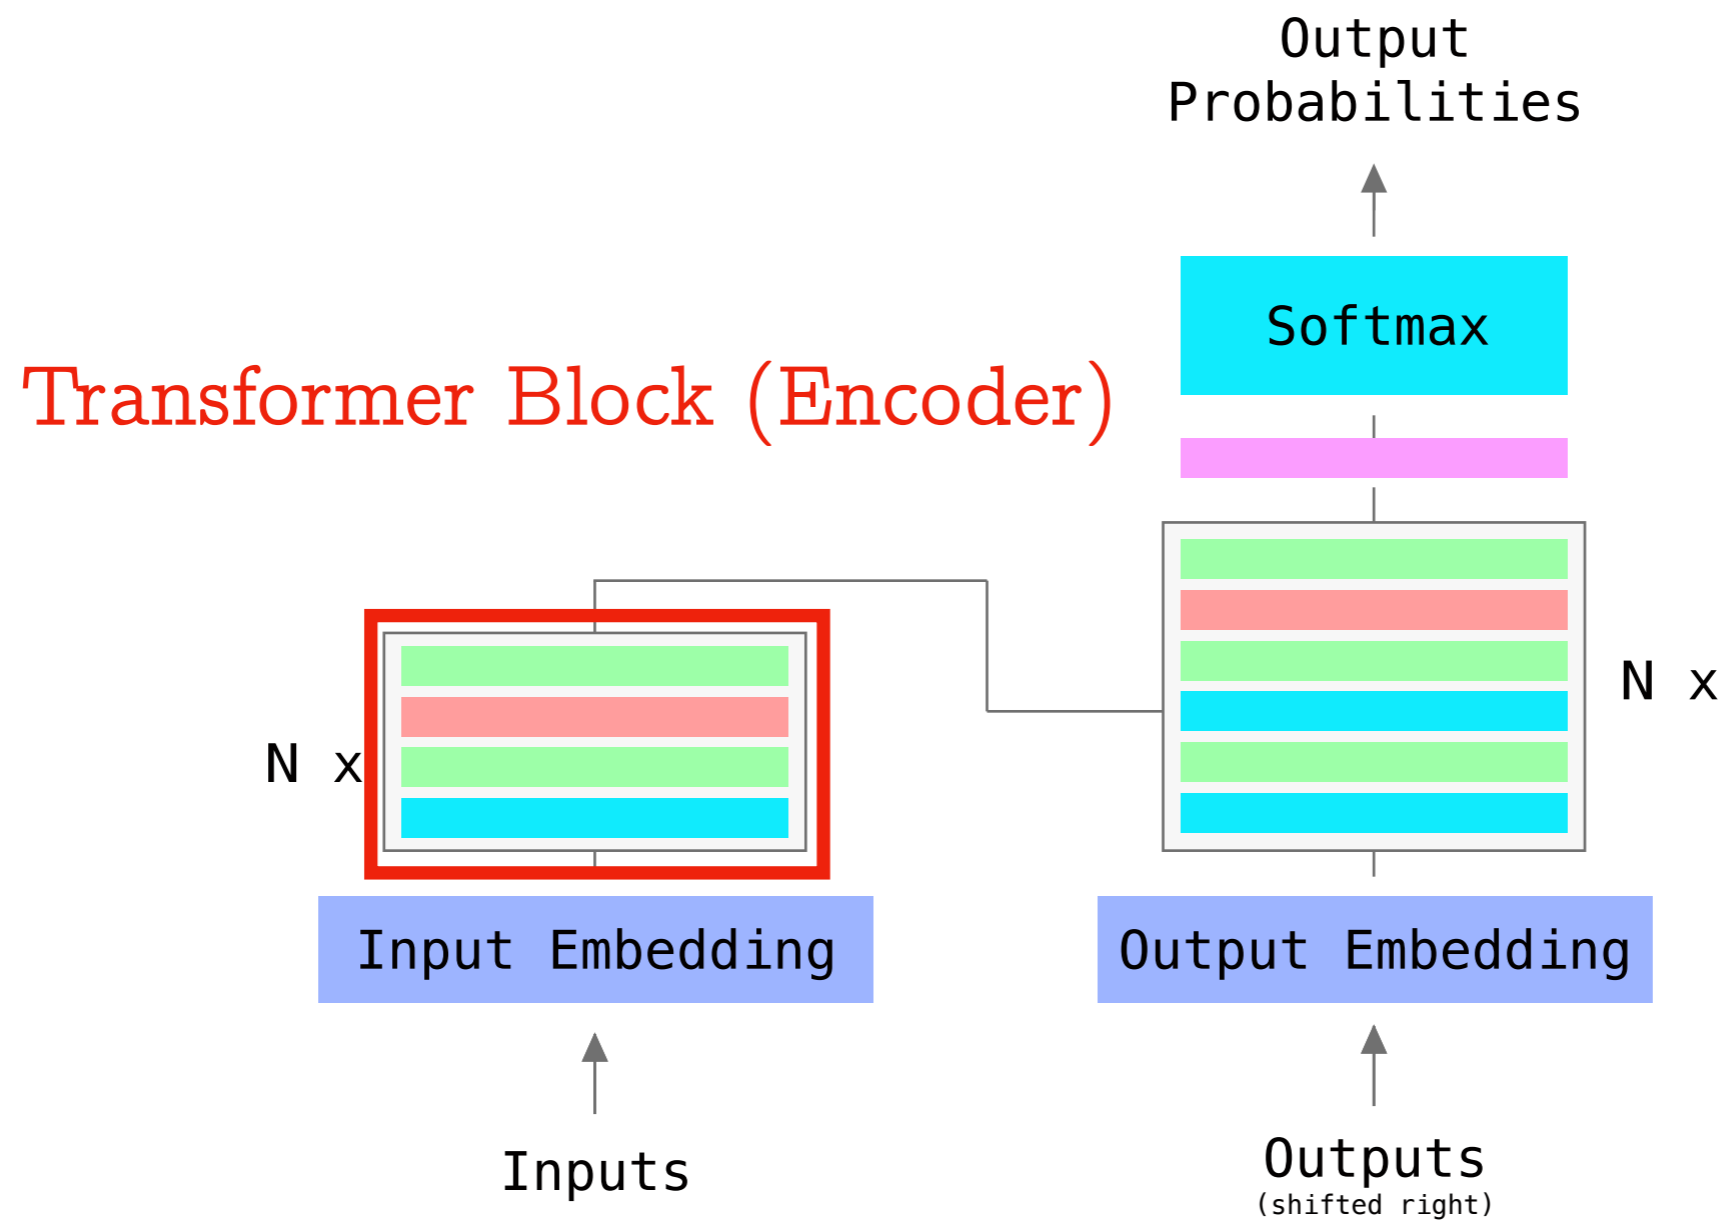 Output
Probabilities
Softmax
Transformer Block (Encoder)
N x
N x
Input Embedding
Output Embedding
Inputs
Outputs
(shifted right)